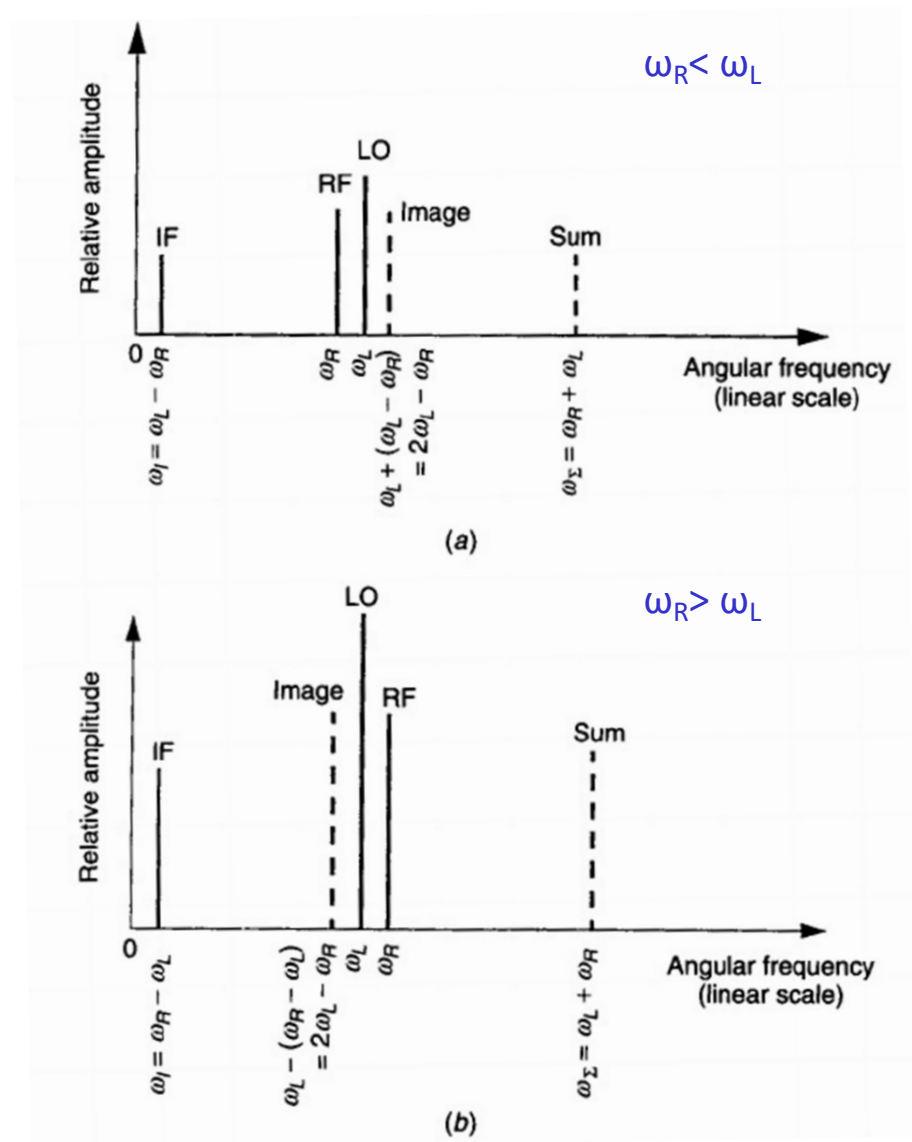 ωR< ωL
Relative amplitude
LO
RF
Image
IF
Sum
0
ωI = ωL − ωR
ωR
ωL
ωL + (ωL − ωR)
= 2ωL − ωR
ωΣ = ωR + ωL
Angular frequency
(linear scale)
(a)
ωR> ωL
Relative amplitude
LO
Image
RF
IF
Sum
0
ωI = ωR − ωL
ωL − (ωR − ωL)
= 2ωL − ωR
ωL
ωR
ωΣ = ωL + ωR
Angular frequency
(linear scale)
(b)